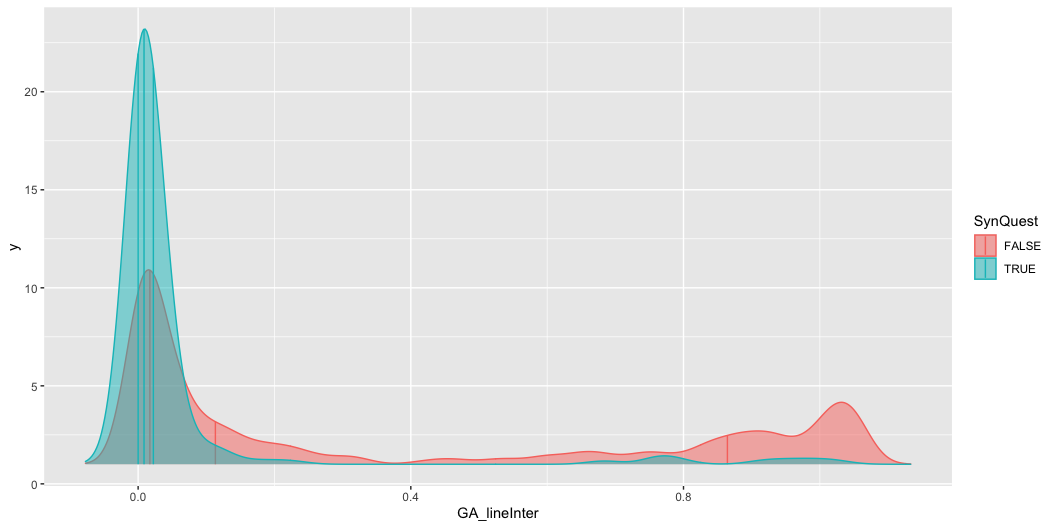 20
15
10
5
0
y
0.0 0.4 0.8
GA_lineInter
SynQuest
FALSE
TRUE